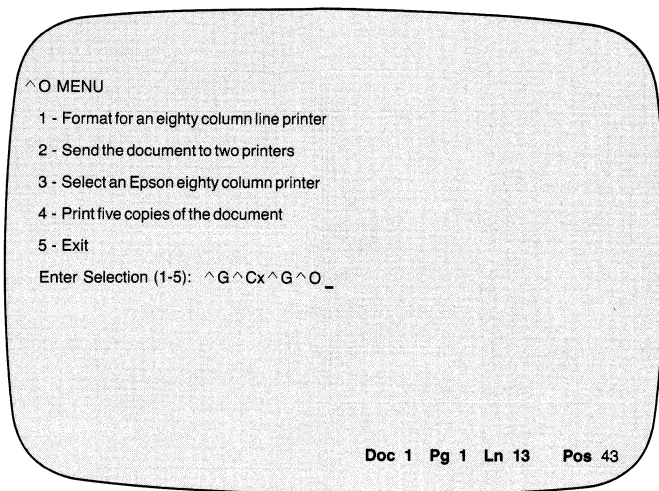 ^O MENU
1 - Format for an eighty column line printer
2 - Send the document to two printers
3 - Select an Epson eighty column printer
4 - Print five copies of the document
5 - Exit
Enter Selection (1-5): ^G^Cx^G^O_
Doc 1 Pg 1 Ln 13 Pos 43